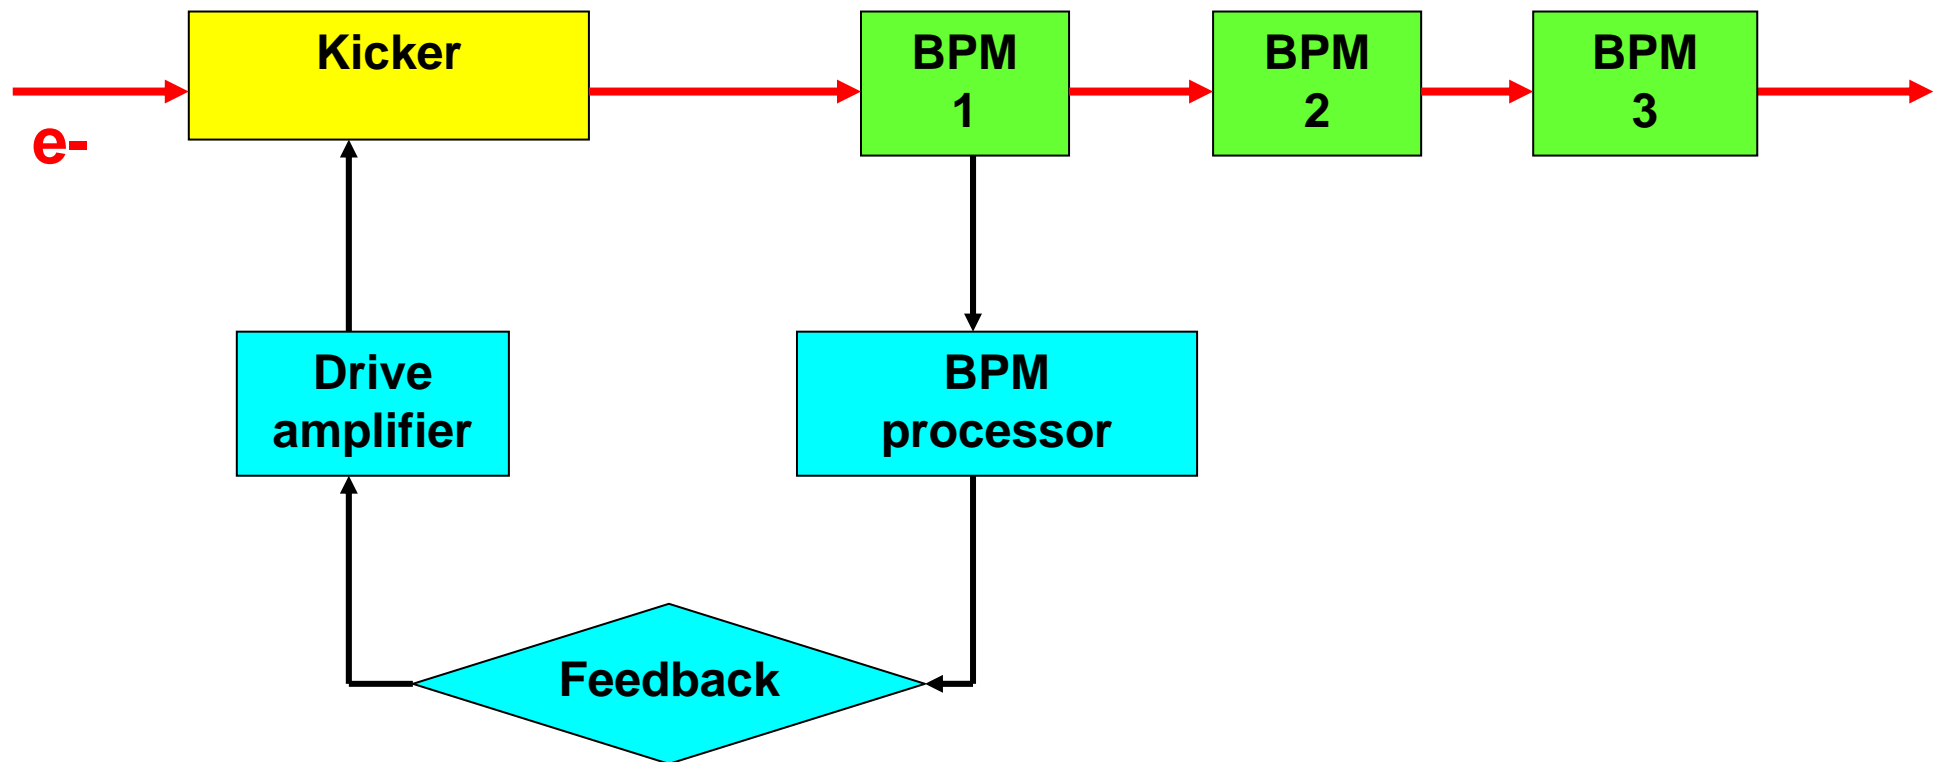 Kicker
BPM
1
BPM
2
BPM
3
e-
Drive
amplifier
BPM
processor
Feedback